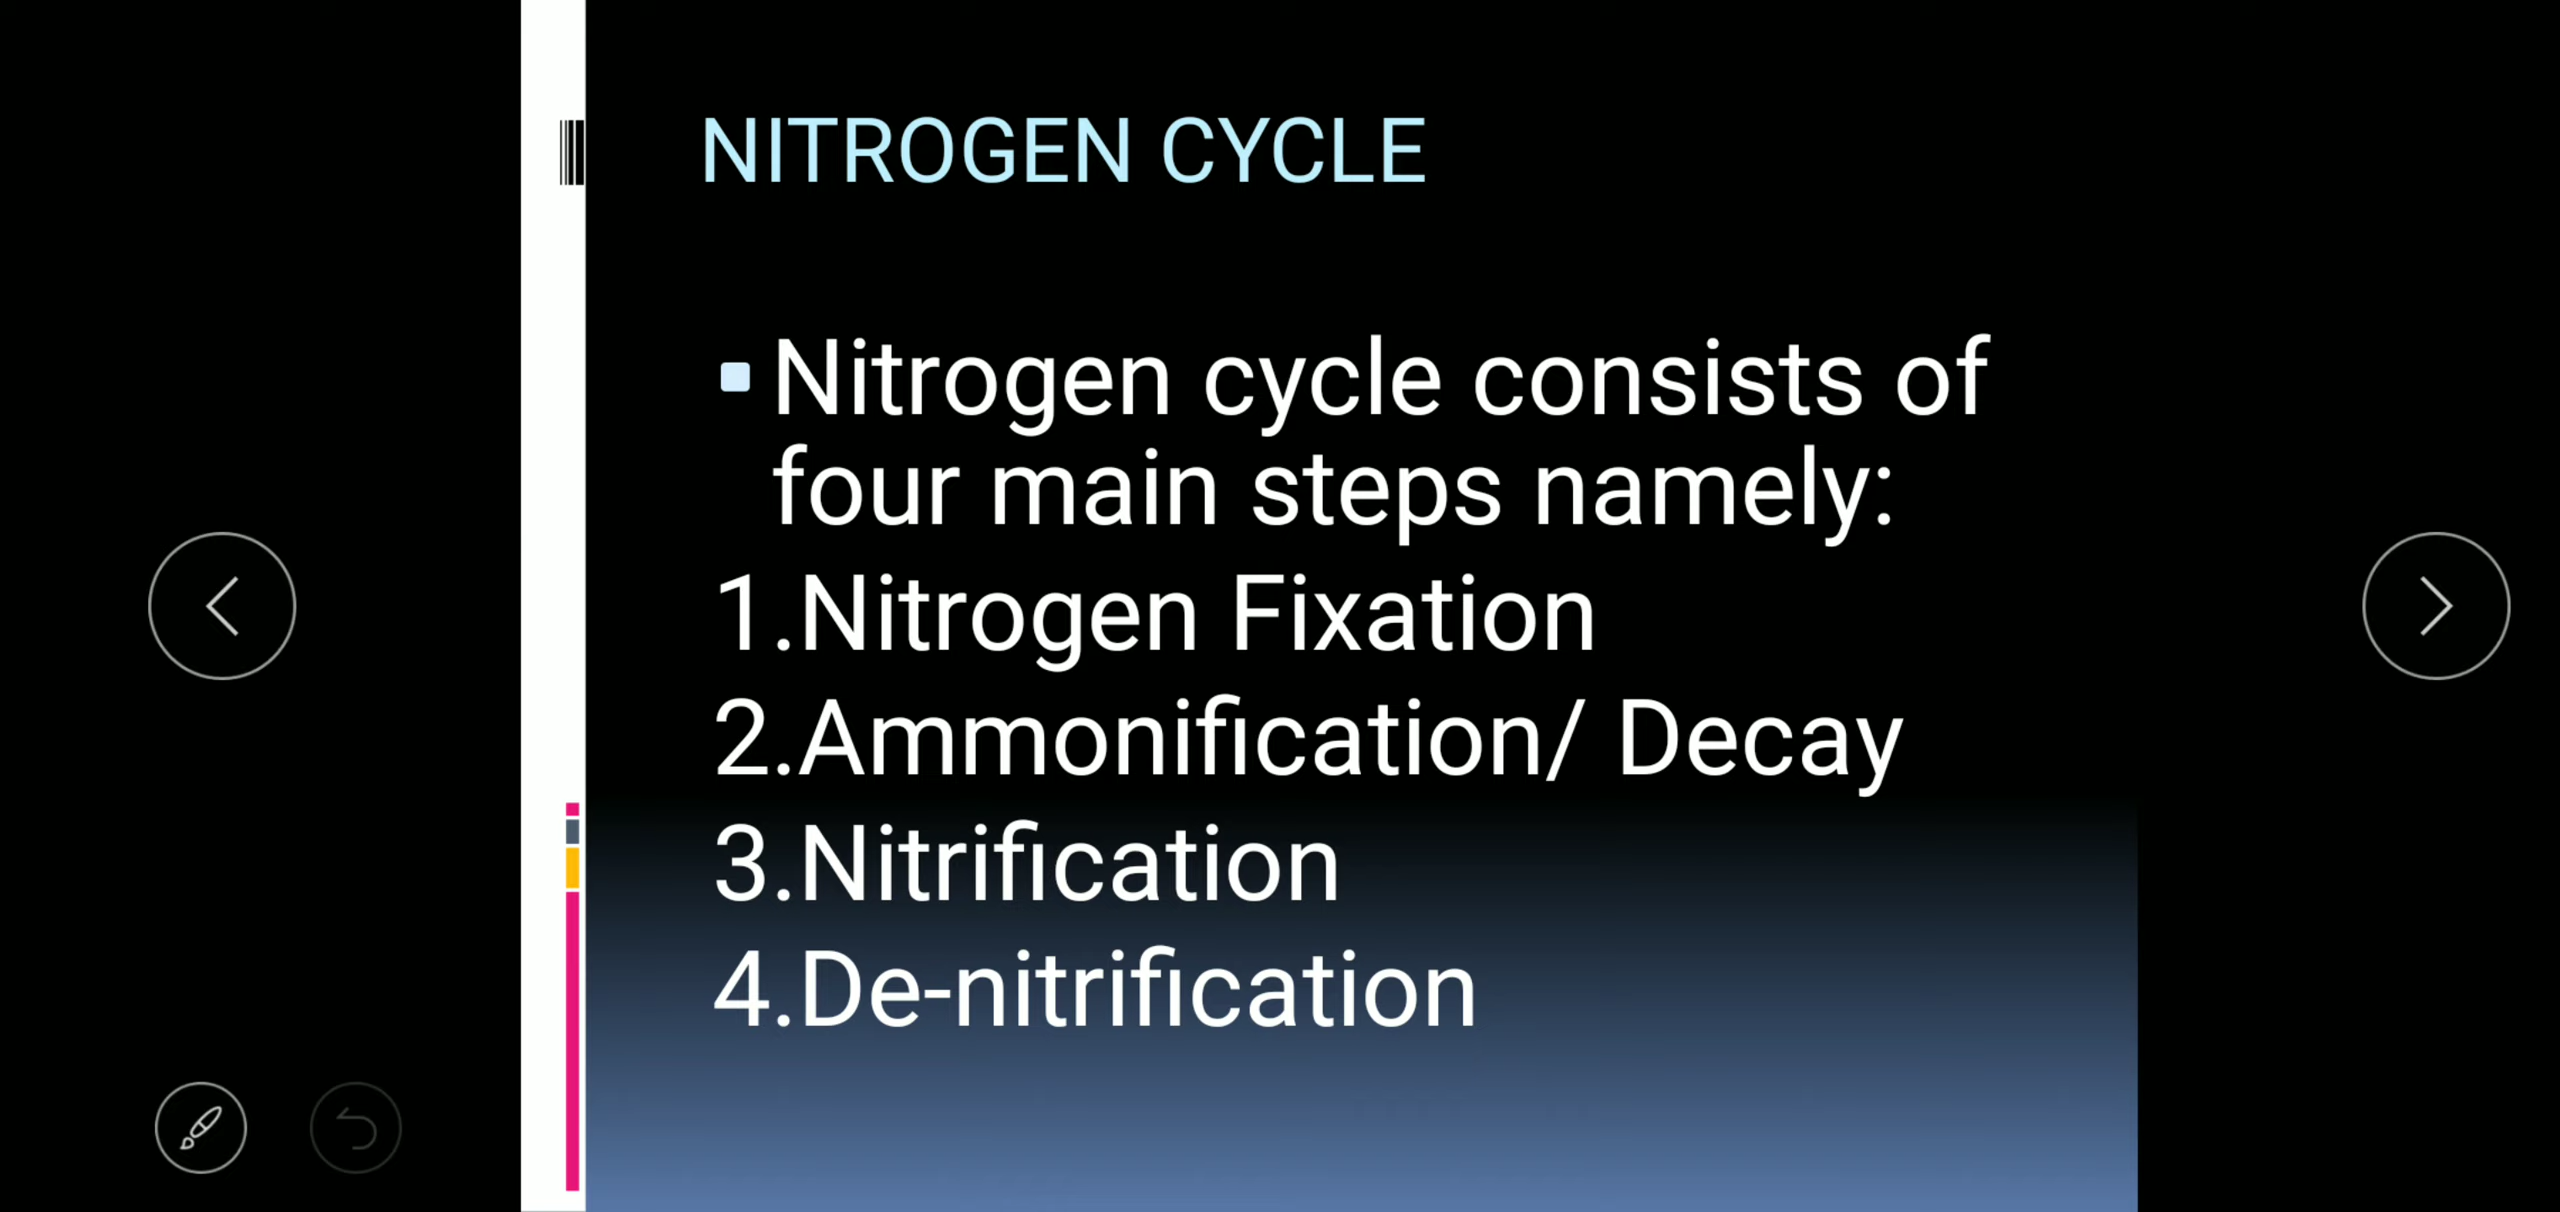 NITROGEN CYCLE
Nitrogen cycle consists of
four main steps namely:
1.Nitrogen Fixation
2.Ammonification/ Decay
3.Nitrification
4.De-nitrification